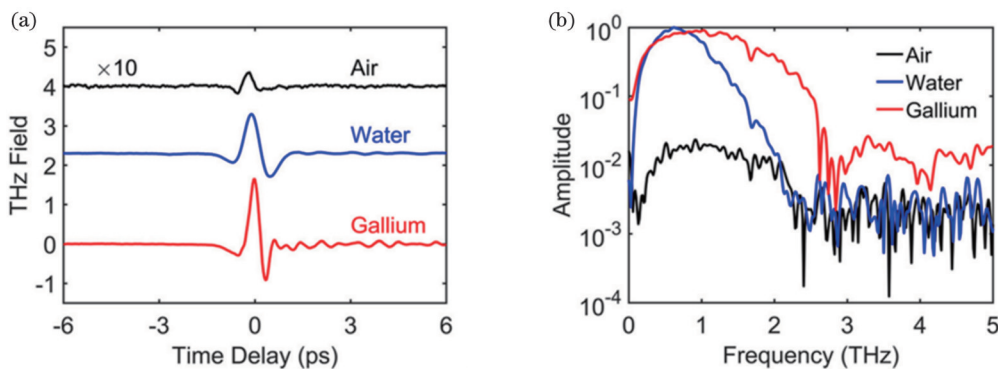 (a)
5
4
3
2
1
0
-1
THz Field
×10
Air
Water
Gallium
-6
-3
0
3
6
Time Delay (ps)
(b)
10⁰
10⁻¹
10⁻²
10⁻³
10⁻⁴
Amplitude
Air
Water
Gallium
0
1
2
3
4
5
Frequency (THz)